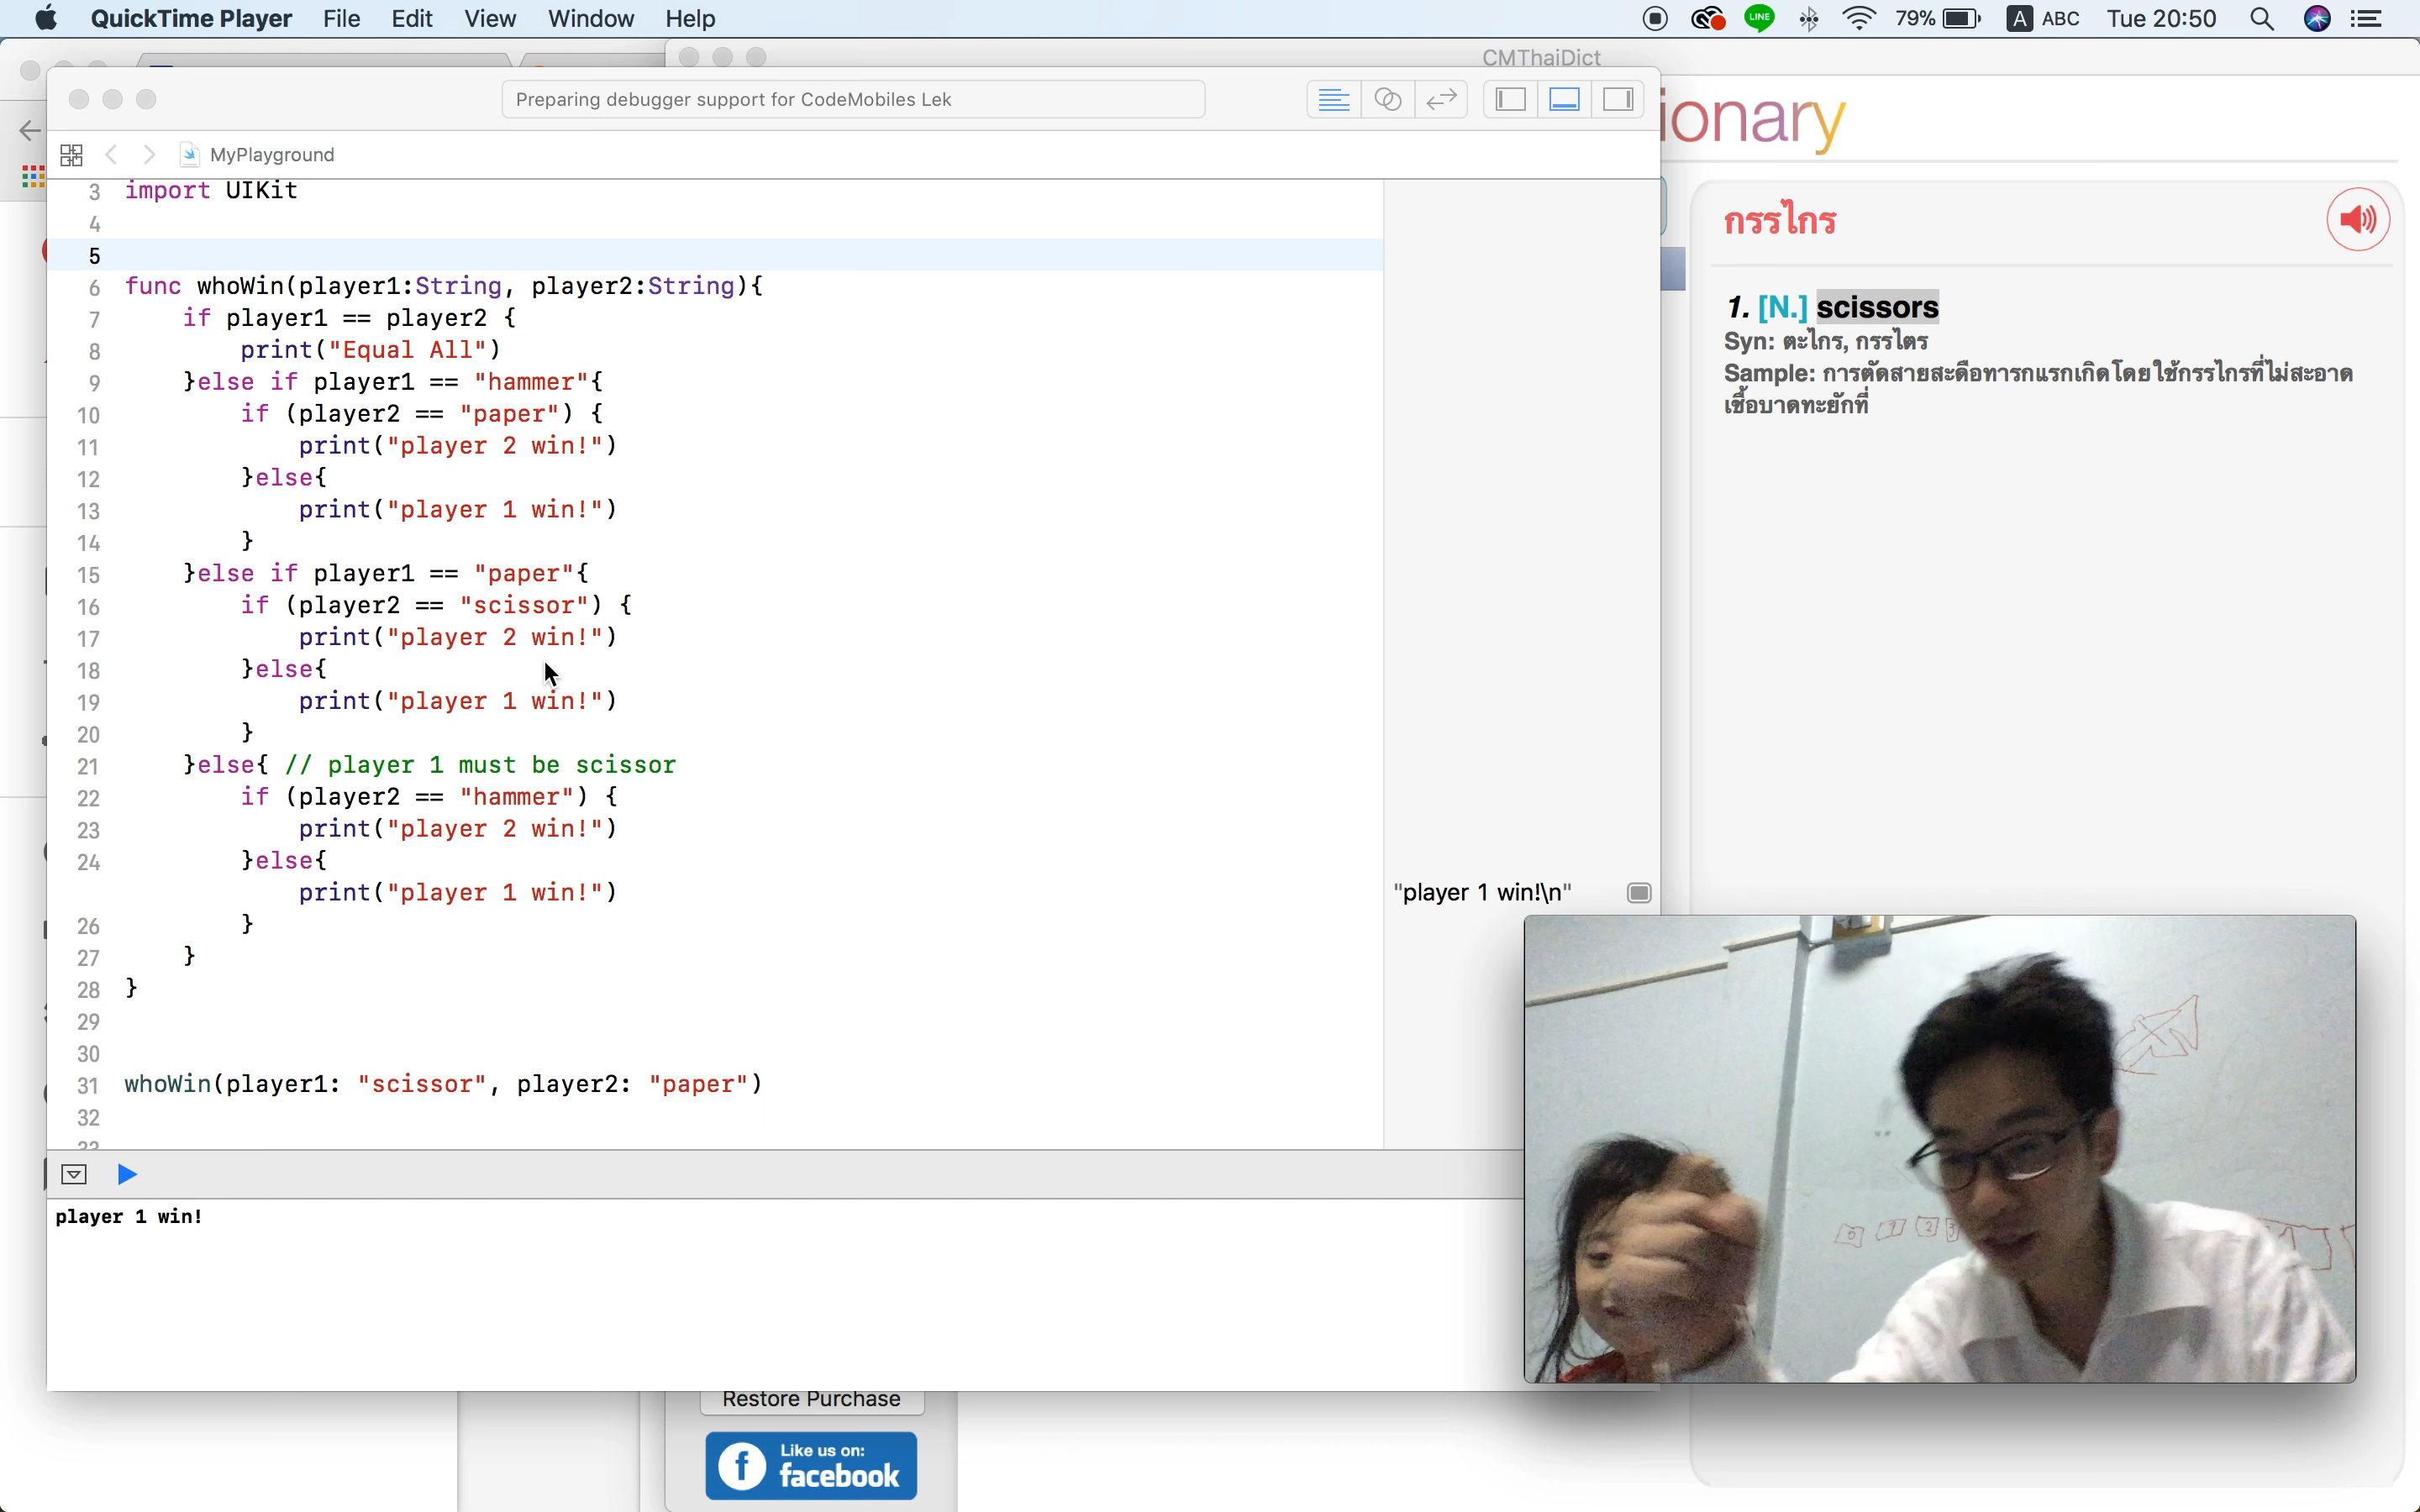 QuickTime Player File Edit View Window Help
LINE 79% A ABC Tue 20:50
CMThaiDict
Preparing debugger support for CodeMobiles Lek
MyPlayground
3 import UIKit
4
5
6 func whoWin(player1:String, player2:String){
7 if player1 == player2 {
8 print("Equal All")
9 }else if player1 == "hammer"{
10 if (player2 == "paper") {
11 print("player 2 win!")
12 }else{
13 print("player 1 win!")
14 }
15 }else if player1 == "paper"{
16 if (player2 == "scissor") {
17 print("player 2 win!")
18 }else{
19 print("player 1 win!")
20 }
21 }else{ // player 1 must be scissor
22 if (player2 == "hammer") {
23 print("player 2 win!")
24 }else{
print("player 1 win!")
"player 1 win!\n"
26 }
27 }
28 }
29
30
31 whoWin(player1: "scissor", player2: "paper")
32
33
player 1 win!
ionary
กรรไกร
1. [N.] scissors
Syn: ตะไกร, กรรไตร
Sample: การตัดสายสะดือทารกแรกเกิดโดยใช้กรรไกรที่ไม่สะอาด
เชื้อบาดทะยักที่
0 1 2 3
Restore Purchase
f Like us on:
facebook